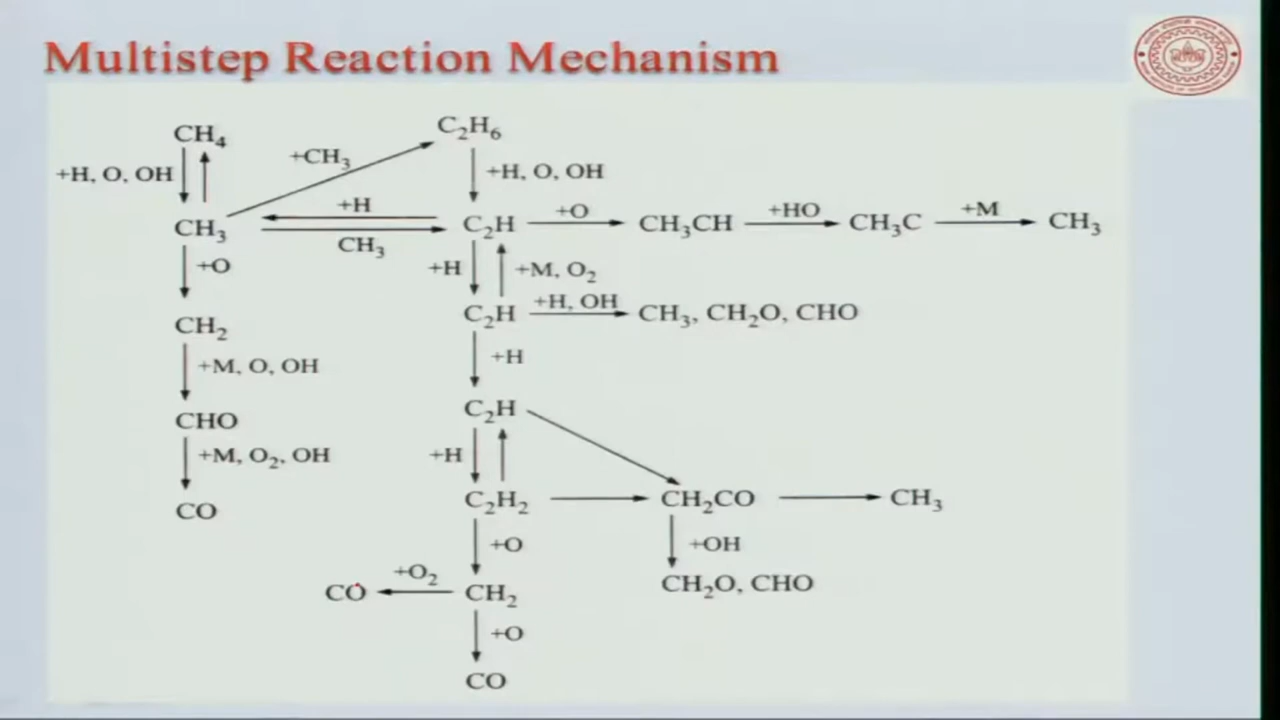 Multistep Reaction Mechanism
CH₄ C₂H₆
+H, O, OH +CH₃ +H, O, OH
CH₃ +H CH₃ C₂H +O CH₃CH +HO CH₃C +M CH₃
+O +H +M, O₂
CH₂ C₂H +H, OH CH₃, CH₂O, CHO
+M, O, OH +H
CHO C₂H
+M, O₂, OH +H
CO C₂H₂ CH₂CO CH₃
+O +OH
CO +O₂ CH₂ CH₂O, CHO
+O
CO